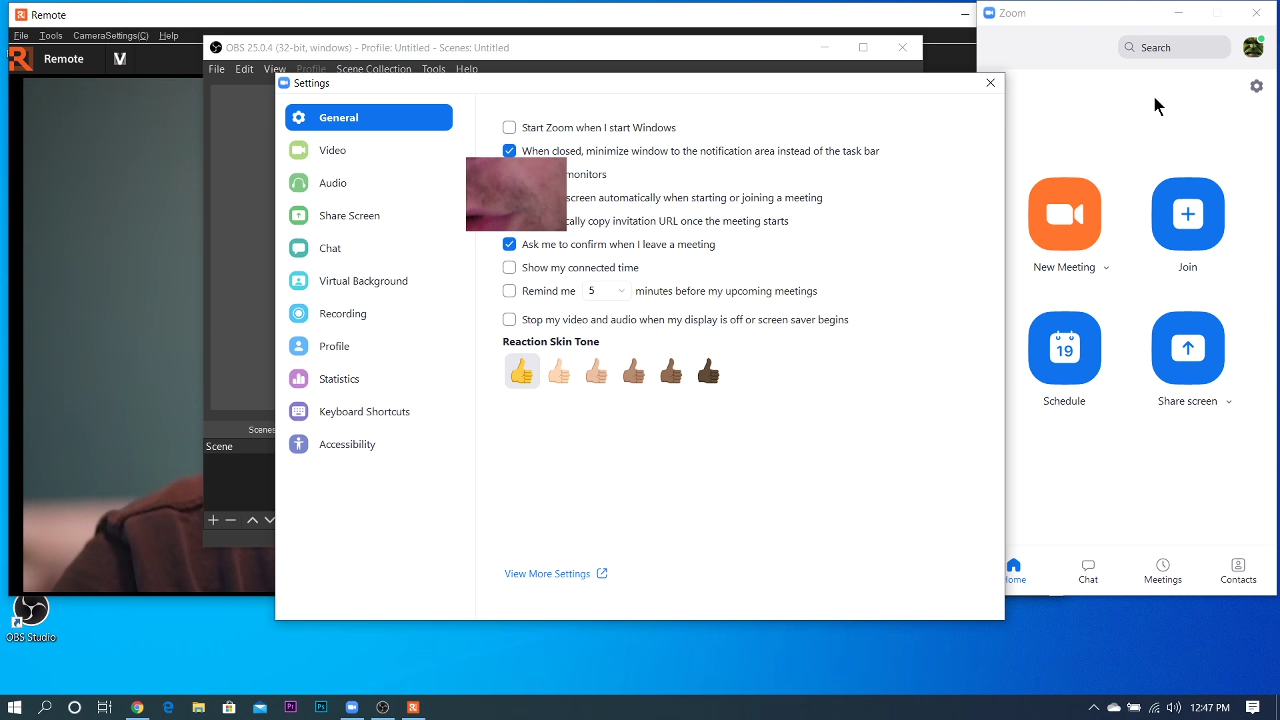 Remote
File Tools CameraSettings(C) Help
Remote
OBS 25.0.4 (32-bit, windows) - Profile: Untitled - Scenes: Untitled
File Edit View Profile Scene Collection Tools Help
Scenes
Scene
Settings
General
Video
Audio
Share Screen
Chat
Virtual Background
Recording
Profile
Statistics
Keyboard Shortcuts
Accessibility
Start Zoom when I start Windows
When closed, minimize window to the notification area instead of the task bar
monitors
screen automatically when starting or joining a meeting
cally copy invitation URL once the meeting starts
Ask me to confirm when I leave a meeting
Show my connected time
Remind me 5 minutes before my upcoming meetings
Stop my video and audio when my display is off or screen saver begins
Reaction Skin Tone
View More Settings
Zoom
Search
New Meeting
Join
19
Schedule
Share screen
Home
Chat
Meetings
Contacts
OBS Studio
Pr
Ps
12:47 PM